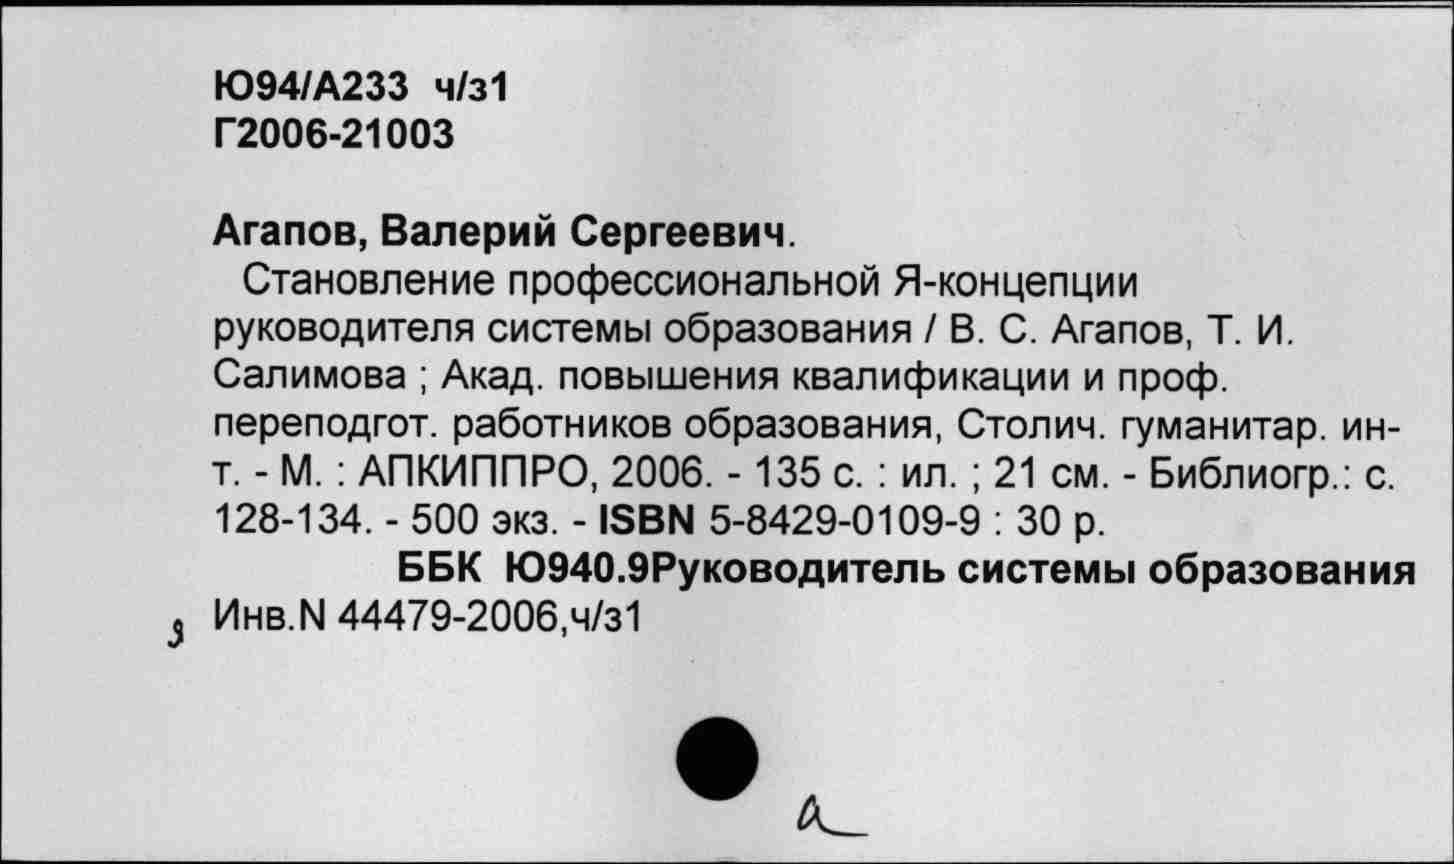 Ю94/А233 ч/з1
Г2006-21003
Агапов, Валерий Сергеевич.
Становление профессиональной Я-концепции
руководителя системы образования / В. С. Агапов, Т. И.
Салимова ; Акад. повышения квалификации и проф.
переподгот. работников образования, Столич. гуманитар. ин-
т. - М. : АПКИППРО, 2006. - 135 с. : ил. ; 21 см. - Библиогр.: с.
128-134. - 500 экз. - ISBN 5-8429-0109-9 : 30 р.
ББК Ю940.9Руководитель системы образования
Инв.N 44479-2006,ч/з1
а